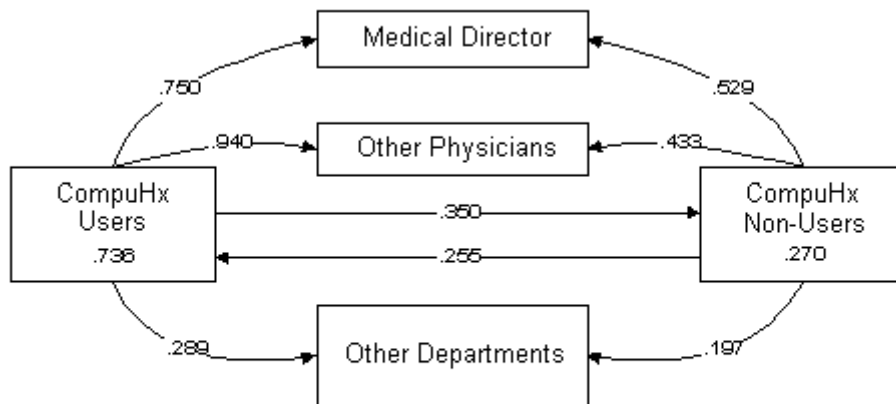 Medical Director
.750
.529
.940
Other Physicians
.433
CompuHx
Users
.738
.350
CompuHx
Non-Users
.270
.255
.289
Other Departments
.197